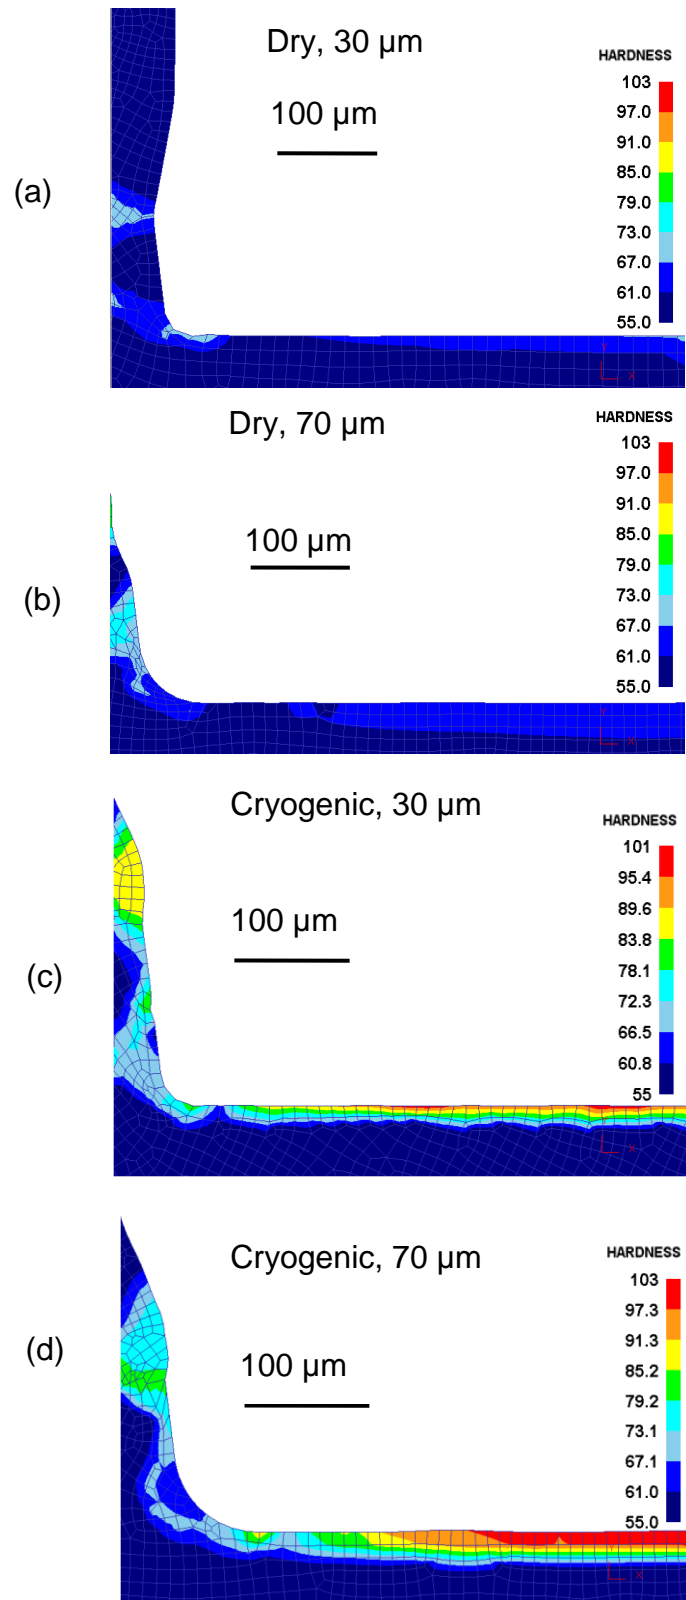 Dry, 30 µm
HARDNESS
103
97.0
91.0
85.0
79.0
73.0
67.0
61.0
55.0
100 µm
(a)
Y
X
Dry, 70 µm
HARDNESS
103
97.0
91.0
85.0
79.0
73.0
67.0
61.0
55.0
100 µm
(b)
Y
X
Cryogenic, 30 µm
HARDNESS
101
95.4
89.6
83.8
78.1
72.3
66.5
60.8
55
100 µm
(c)
X
Cryogenic, 70 µm
HARDNESS
103
97.3
91.3
85.2
79.2
73.1
67.1
61.0
55.0
100 µm
(d)
X